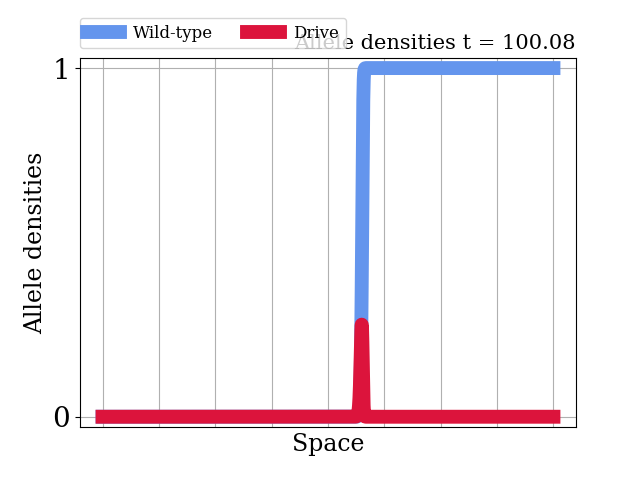 Wild-type Drive
Allele densities t = 100.08
1
Allele densities
0
Space